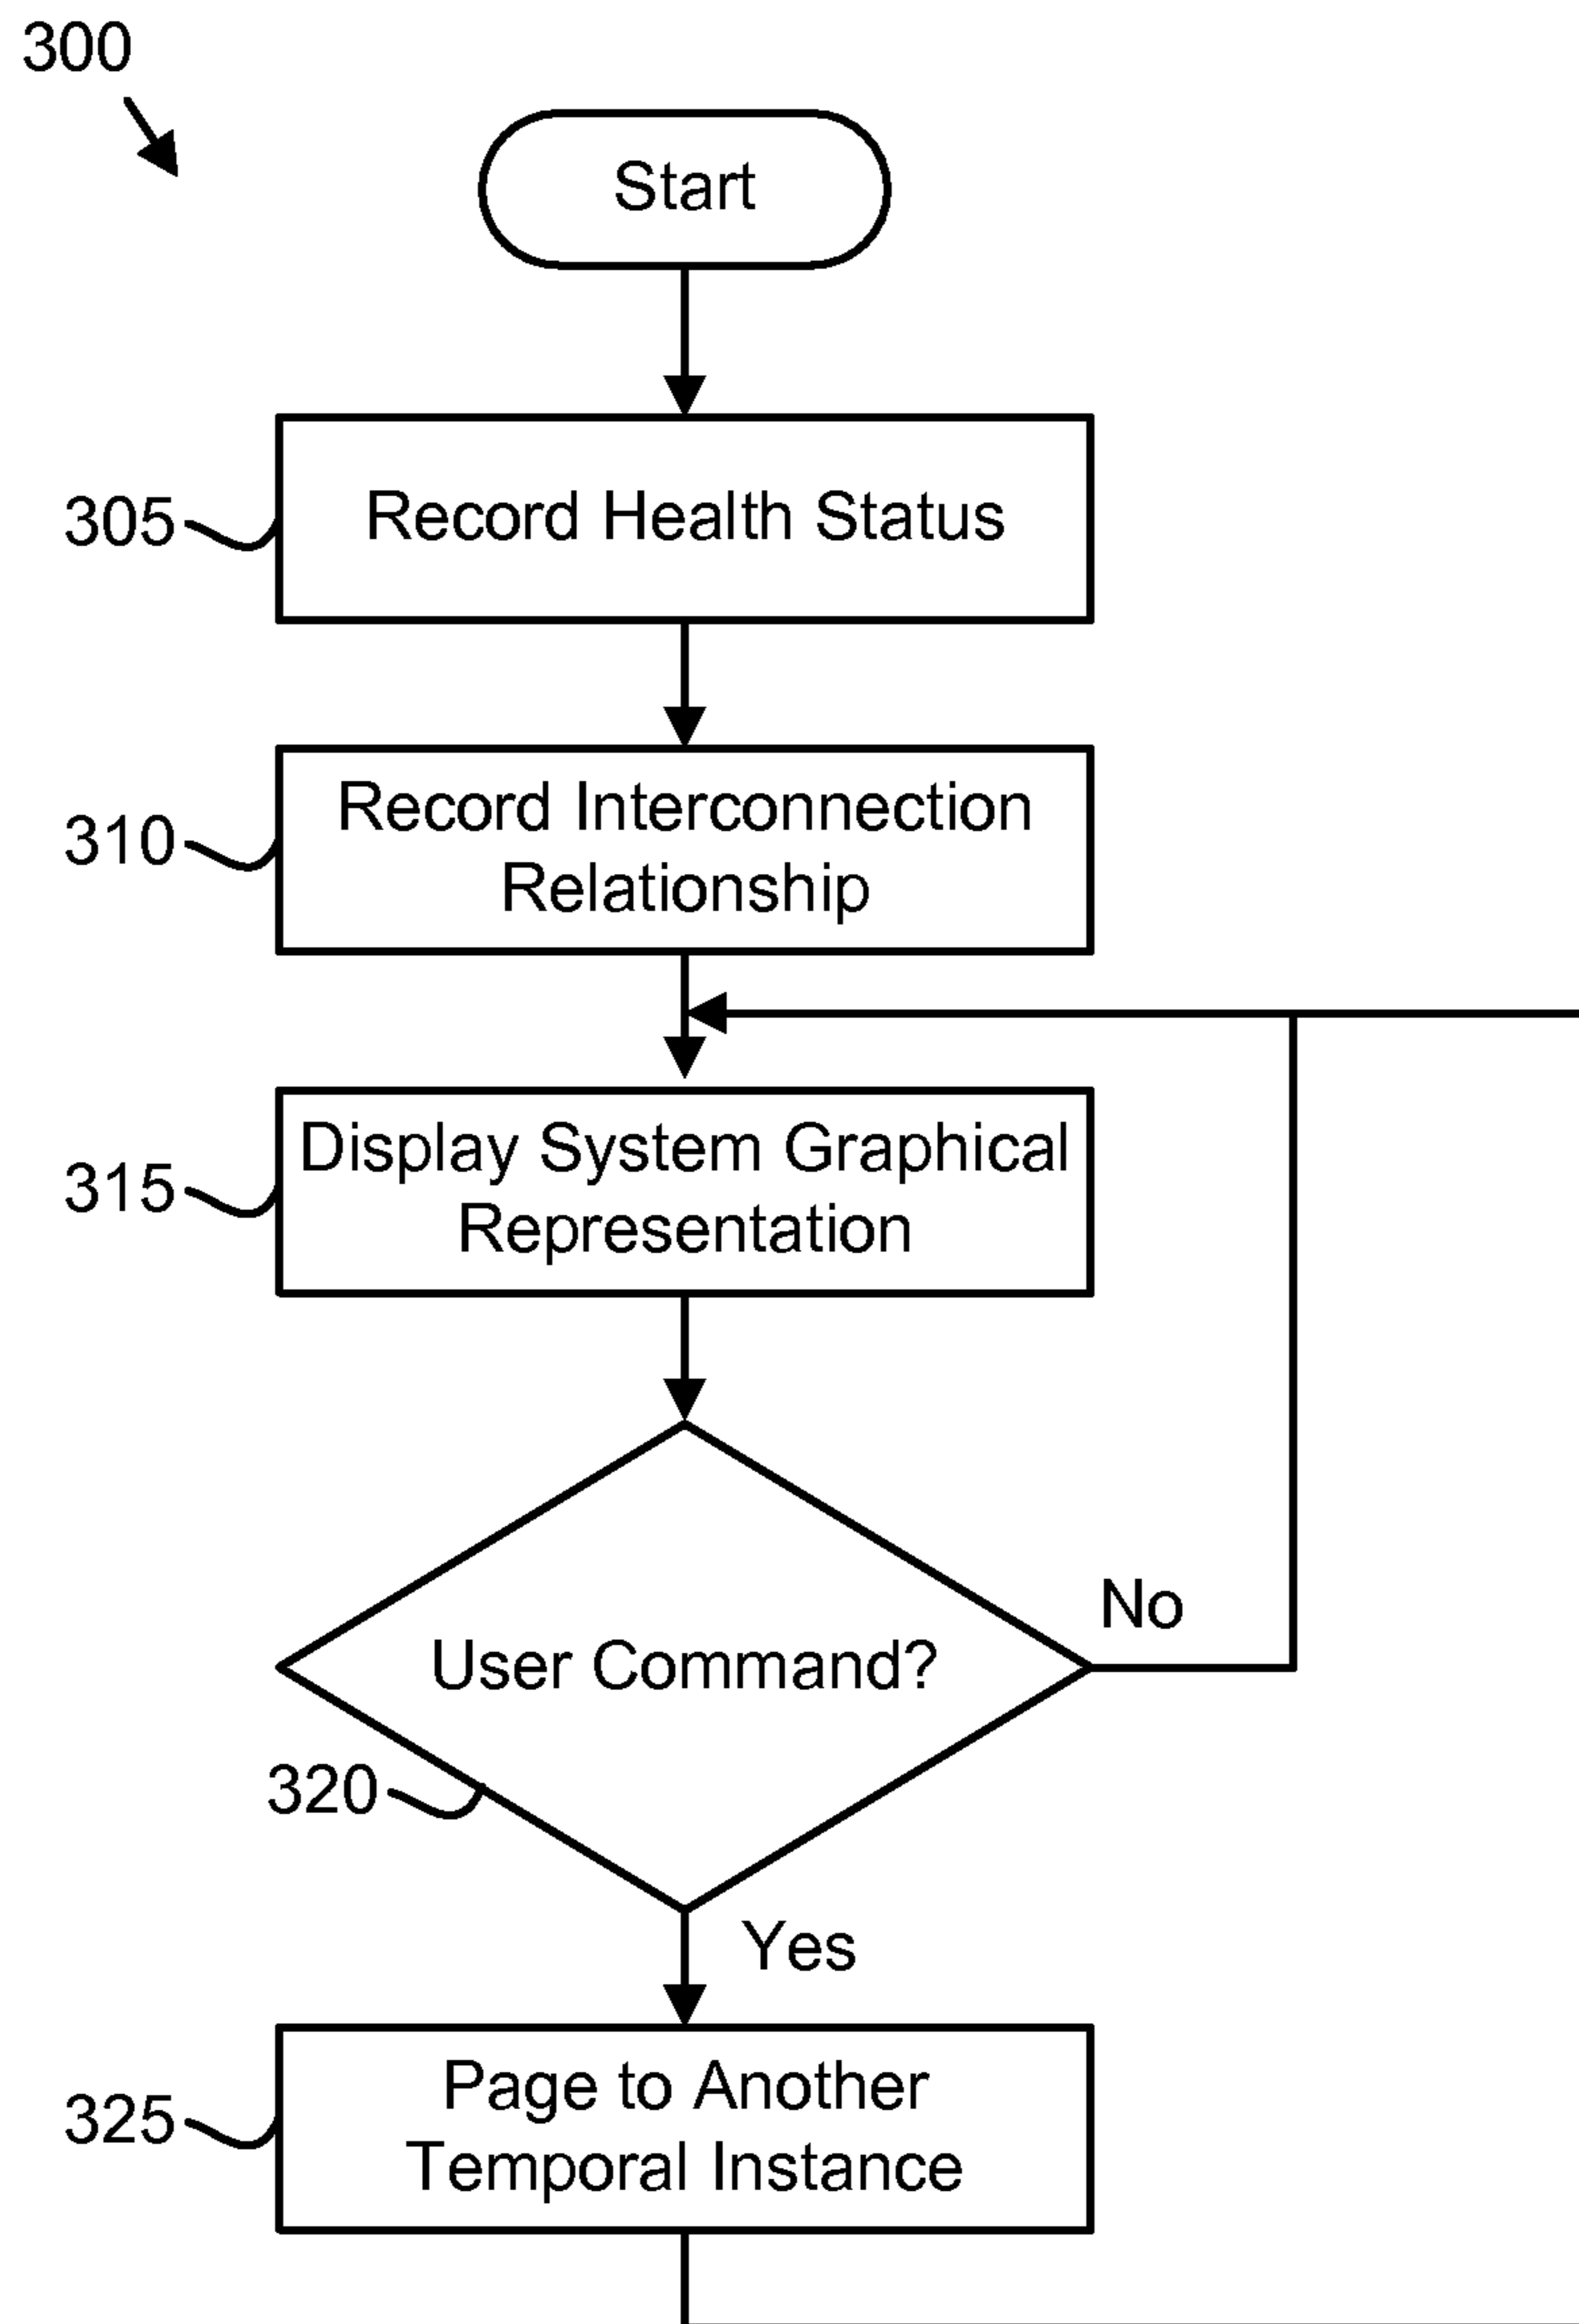 300
Start
305
Record Health Status
310
Record Interconnection
Relationship
315
Display System Graphical
Representation
No
User Command?
320
Yes
325
Page to Another
Temporal Instance